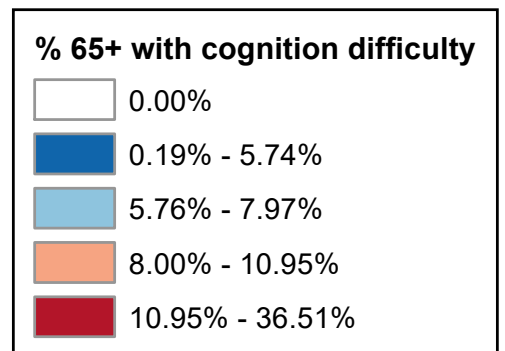 % 65+ with cognition difficulty
0.00%
0.19% - 5.74%
5.76% - 7.97%
8.00% - 10.95%
10.95% - 36.51%